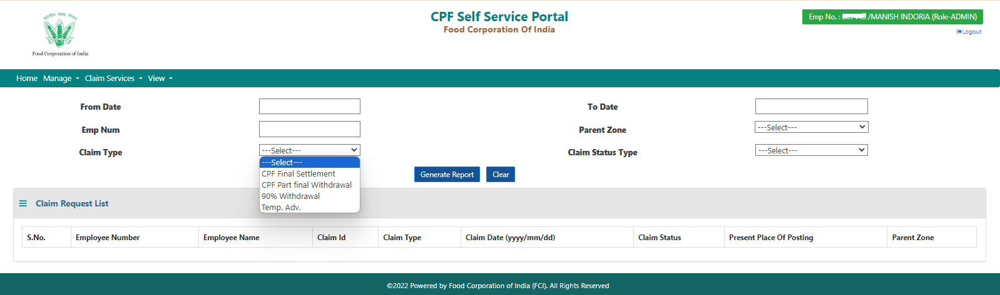 भारतीय खाद्य निगम
Food Corporation of India
CPF Self Service Portal
Food Corporation Of India
Emp No. : /MANISH INDORIA (Role-ADMIN)
Logout
Home Manage Claim Services View
From Date To Date
Emp Num Parent Zone ---Select---
Claim Type ---Select--- Claim Status Type ---Select---
---Select---
CPF Final Settlement
CPF Part final Withdrawal
90% Withdrawal
Temp. Adv.
Generate Report Clear
Claim Request List
S.No. Employee Number Employee Name Claim Id Claim Type Claim Date (yyyy/mm/dd) Claim Status Present Place Of Posting Parent Zone
©2022 Powered by Food Corporation of India (FCI). All Rights Reserved